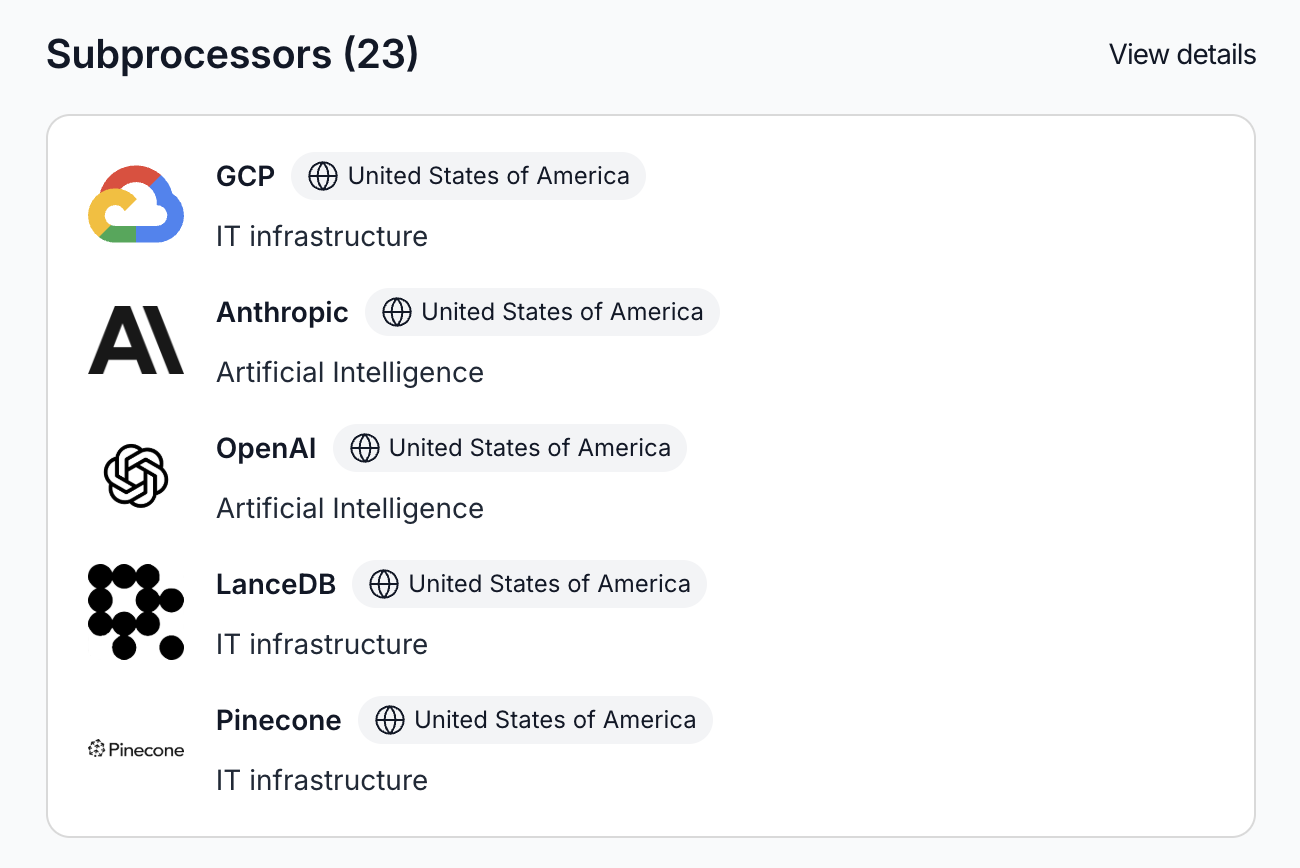 Subprocessors (23)
View details
GCP United States of America
IT infrastructure
Anthropic United States of America
Artificial Intelligence
OpenAI United States of America
Artificial Intelligence
LanceDB United States of America
IT infrastructure
Pinecone United States of America
Pinecone
IT infrastructure